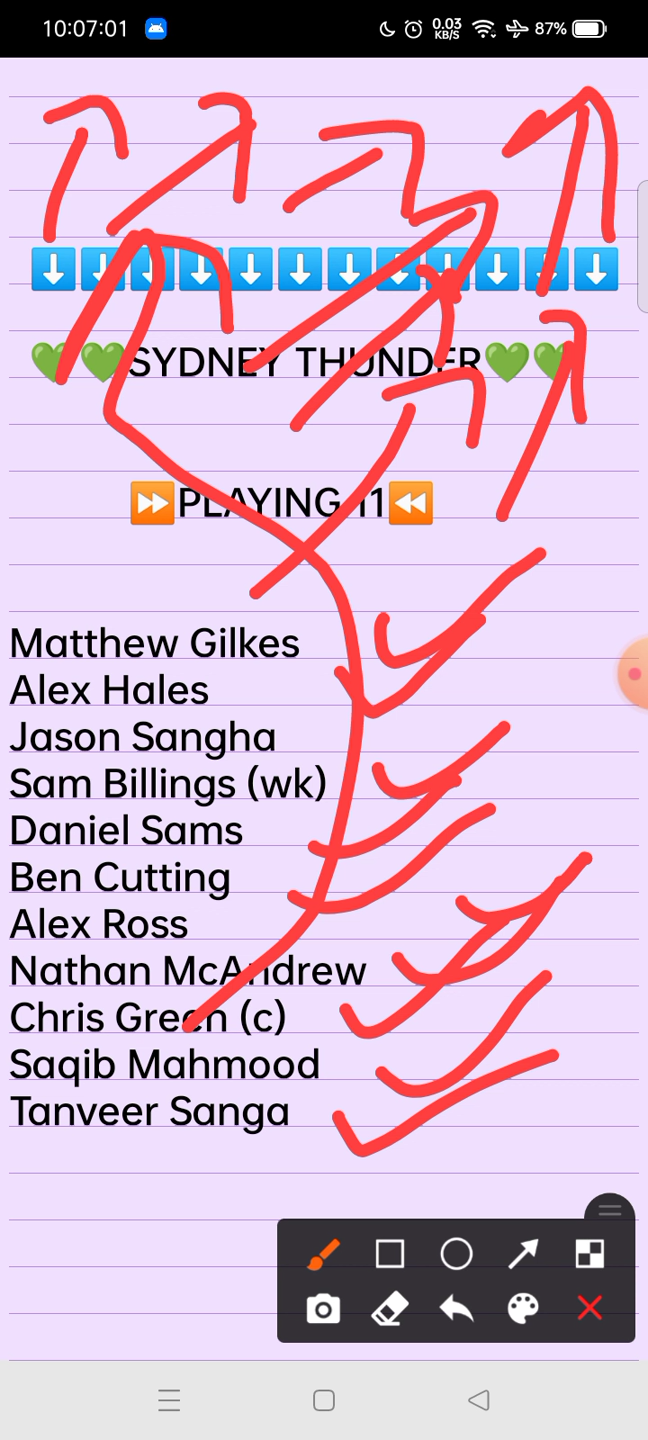 10:07:01 0.03 KB/S 87%
⬇️⬇️⬇️⬇️⬇️⬇️⬇️⬇️⬇️⬇️⬇️⬇️
💚💚SYDNEY THUNDER💚💚
⏩PLAYING 11⏪
Matthew Gilkes
Alex Hales
Jason Sangha
Sam Billings (wk)
Daniel Sams
Ben Cutting
Alex Ross
Nathan McAndrew
Chris Green (c)
Saqib Mahmood
Tanveer Sanga